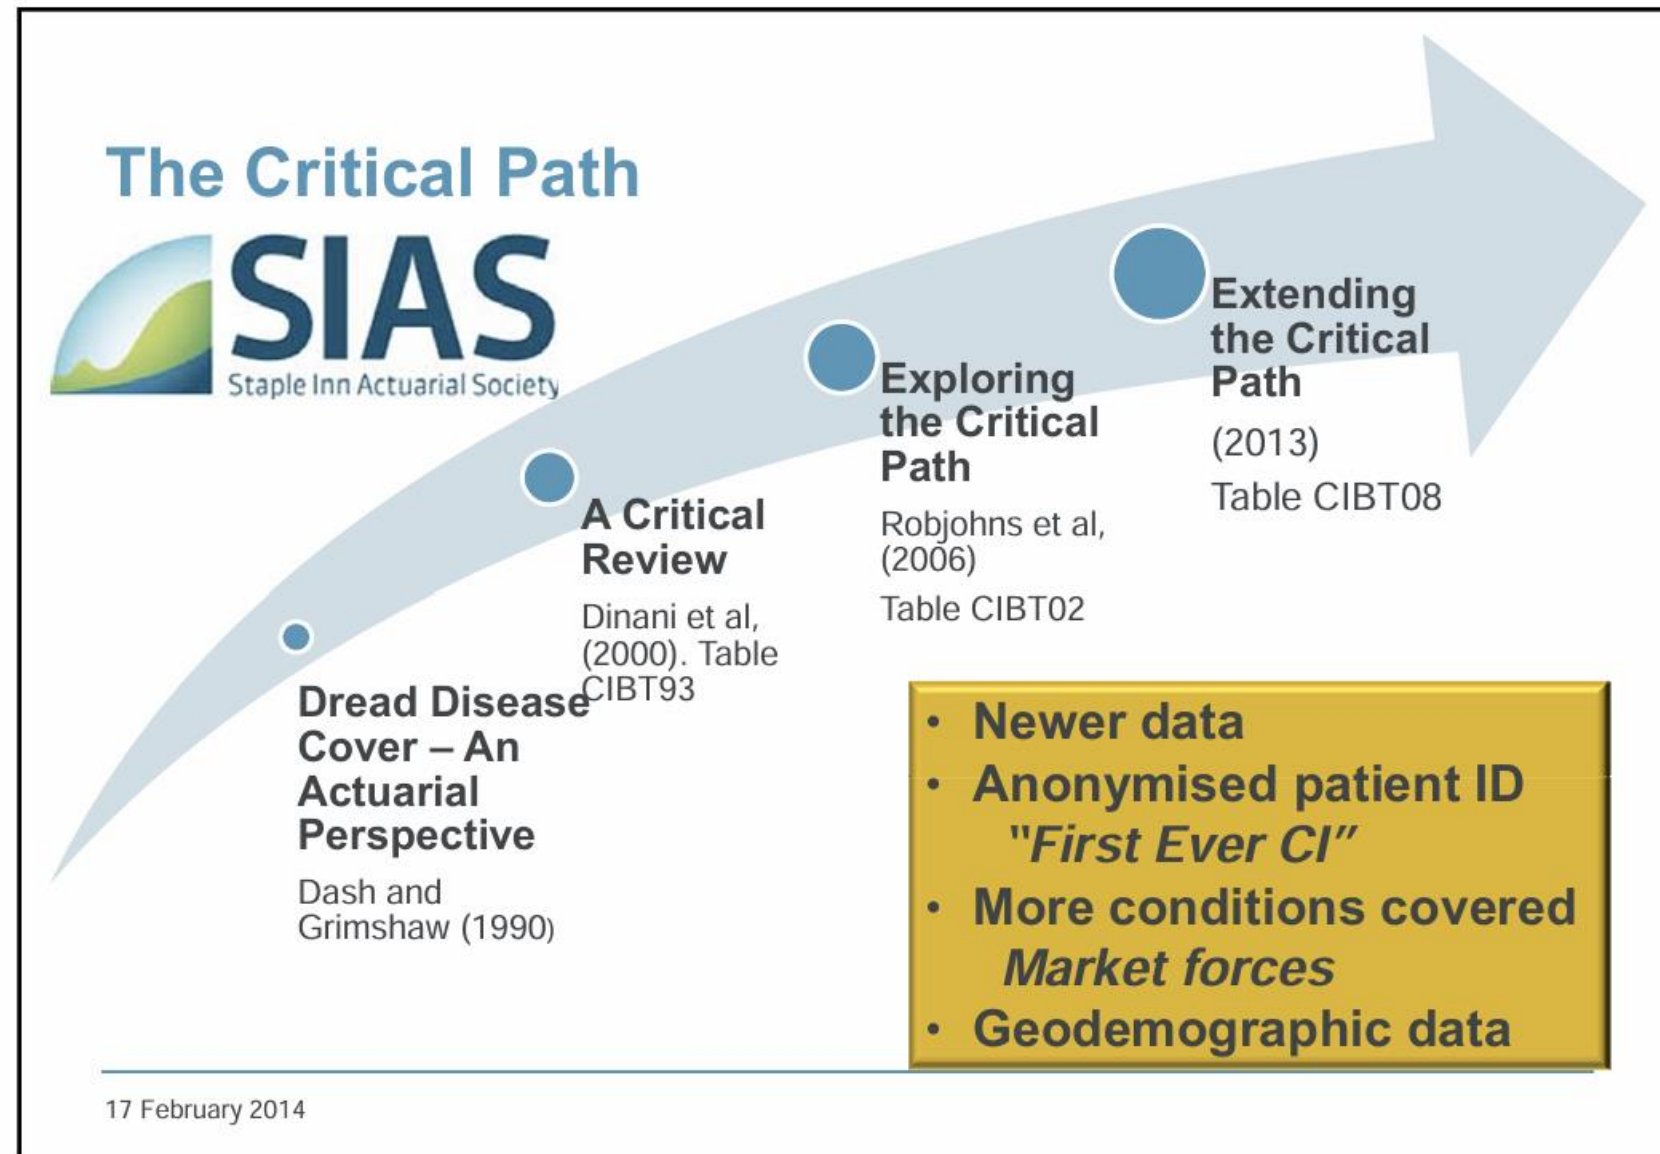 The Critical Path
SIAS
Staple Inn Actuarial Society
Dread Disease
Cover – An
Actuarial
Perspective
Dash and
Grimshaw (1990)
A Critical
Review
Dinani et al,
(2000). Table
CIBT93
Exploring
the Critical
Path
Robjohns et al,
(2006)
Table CIBT02
Extending
the Critical
Path
(2013)
Table CIBT08
• Newer data
• Anonymised patient ID
"First Ever CI"
• More conditions covered
Market forces
• Geodemographic data
17 February 2014